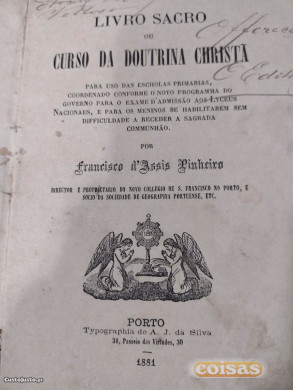 LIVRO SACRO
OU
CURSO DA DOUTRINA CHRISTÃ
PARA USO DAS ESCHOLAS PRIMARIAS,
COORDENADO CONFORME O NOVO PROGRAMMA DO
GOVERNO PARA O EXAME D'ADMISSÃO AOS LYCEUS
NACIONAES, E PARA OS MENINOS SE HABILITAREM SEM
DIFFICULDADE A RECEBER A SAGRADA
COMMUNHÃO.
POR
Francisco d'Assis Pinheiro
DIRECTOR E PROPRIETARIO DO NOVO COLLEGIO DE S. FRANCISCO NO PORTO, E
SOCIO DA SOCIEDADE DE GEOGRAPHIA PORTUENSE, ETC.
PORTO
Typographia de A. J. da Silva
30, Passeio das Virtudes, 30
1881
CustoJusto.pt
coisas